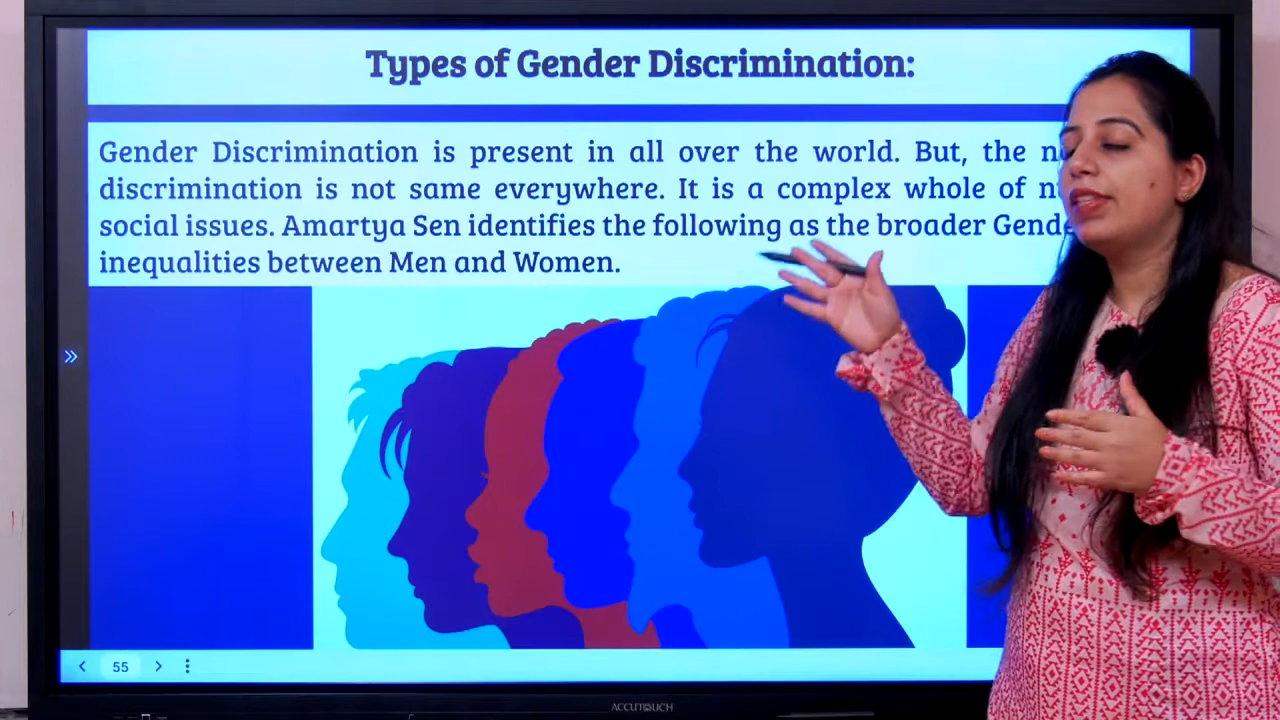 Types of Gender Discrimination:
Gender Discrimination is present in all over the world. But, the
discrimination is not same everywhere. It is a complex whole of
social issues. Amartya Sen identifies the following as the broader
inequalities between Men and Women.
55
ACCUTOUCH